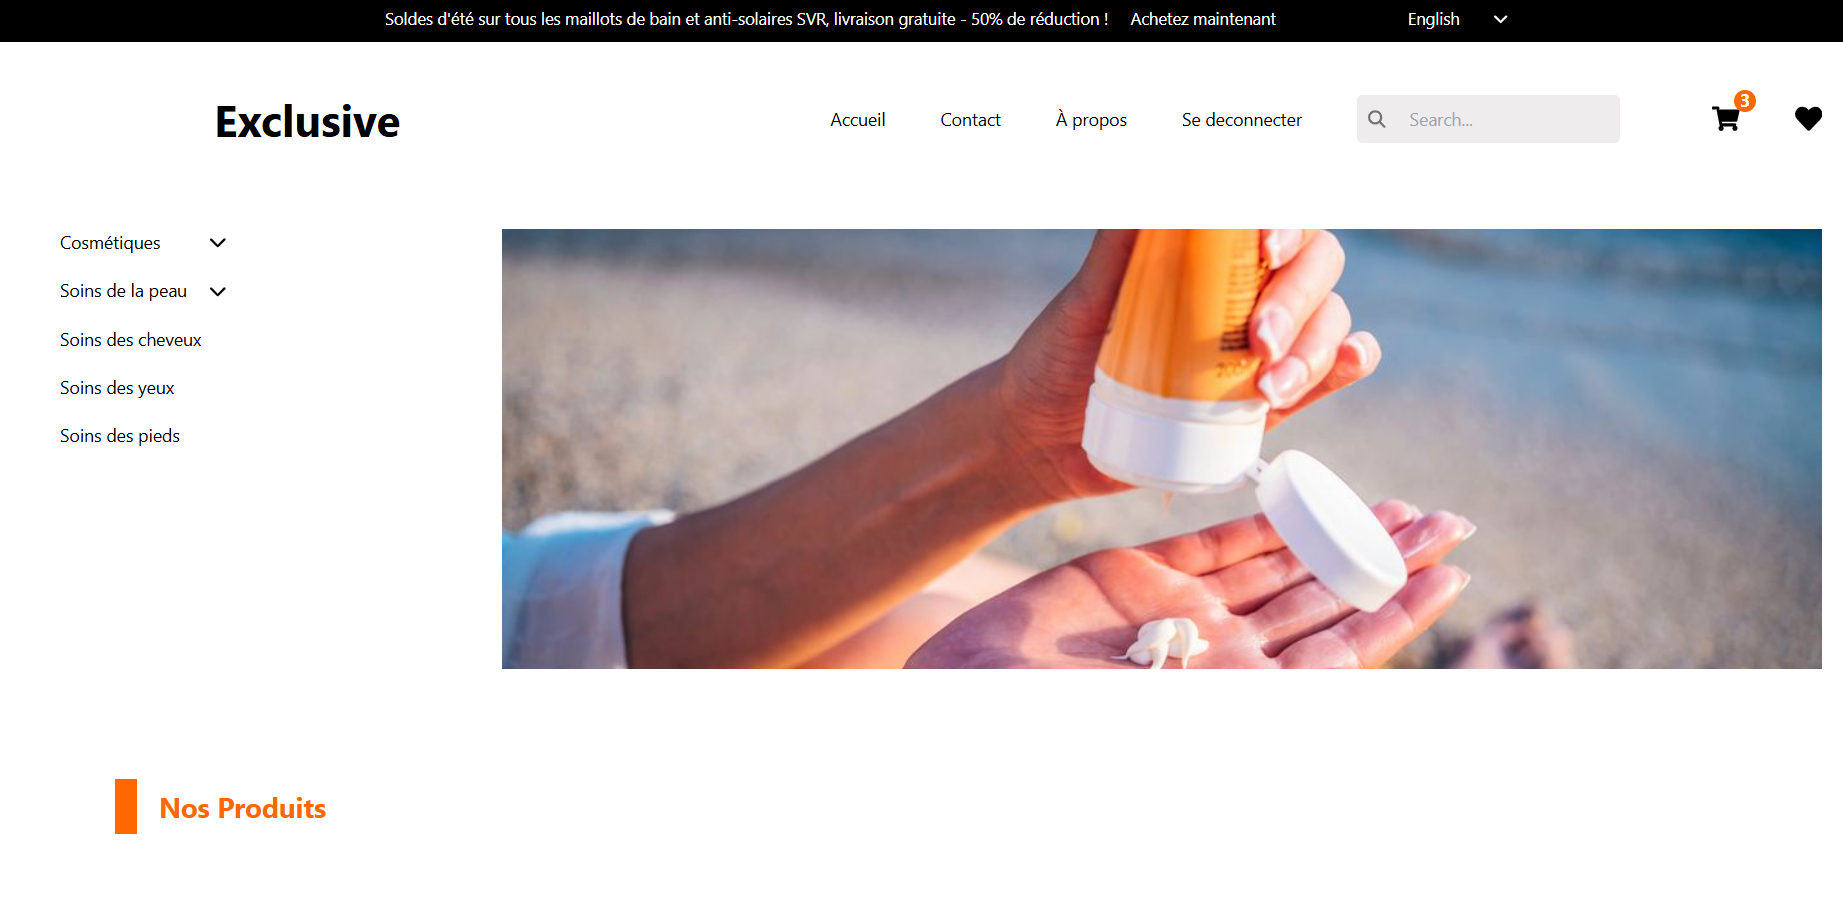 Soldes d'été sur tous les maillots de bain et anti-solaires SVR, livraison gratuite - 50% de réduction ! Achetez maintenant English
Exclusive Accueil Contact À propos Se deconnecter Search... 3
Cosmétiques
Soins de la peau
Soins des cheveux
Soins des yeux
Soins des pieds
Nos Produits